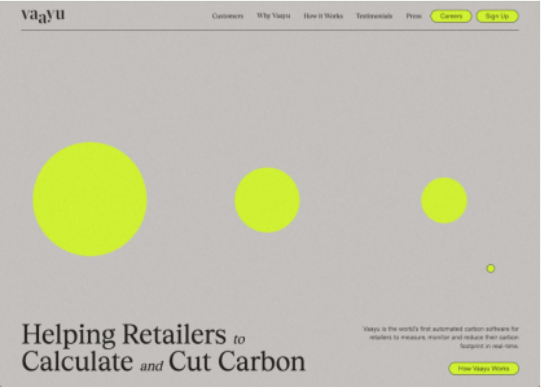 vaayu
Customers Why Vaayu How it Works Testimonials Press Careers Sign Up
Helping Retailers to
Calculate and Cut Carbon
Vaayu is the world's first automated carbon software for
retailers to measure, monitor and reduce their carbon
footprint in real-time.
How Vaayu Works